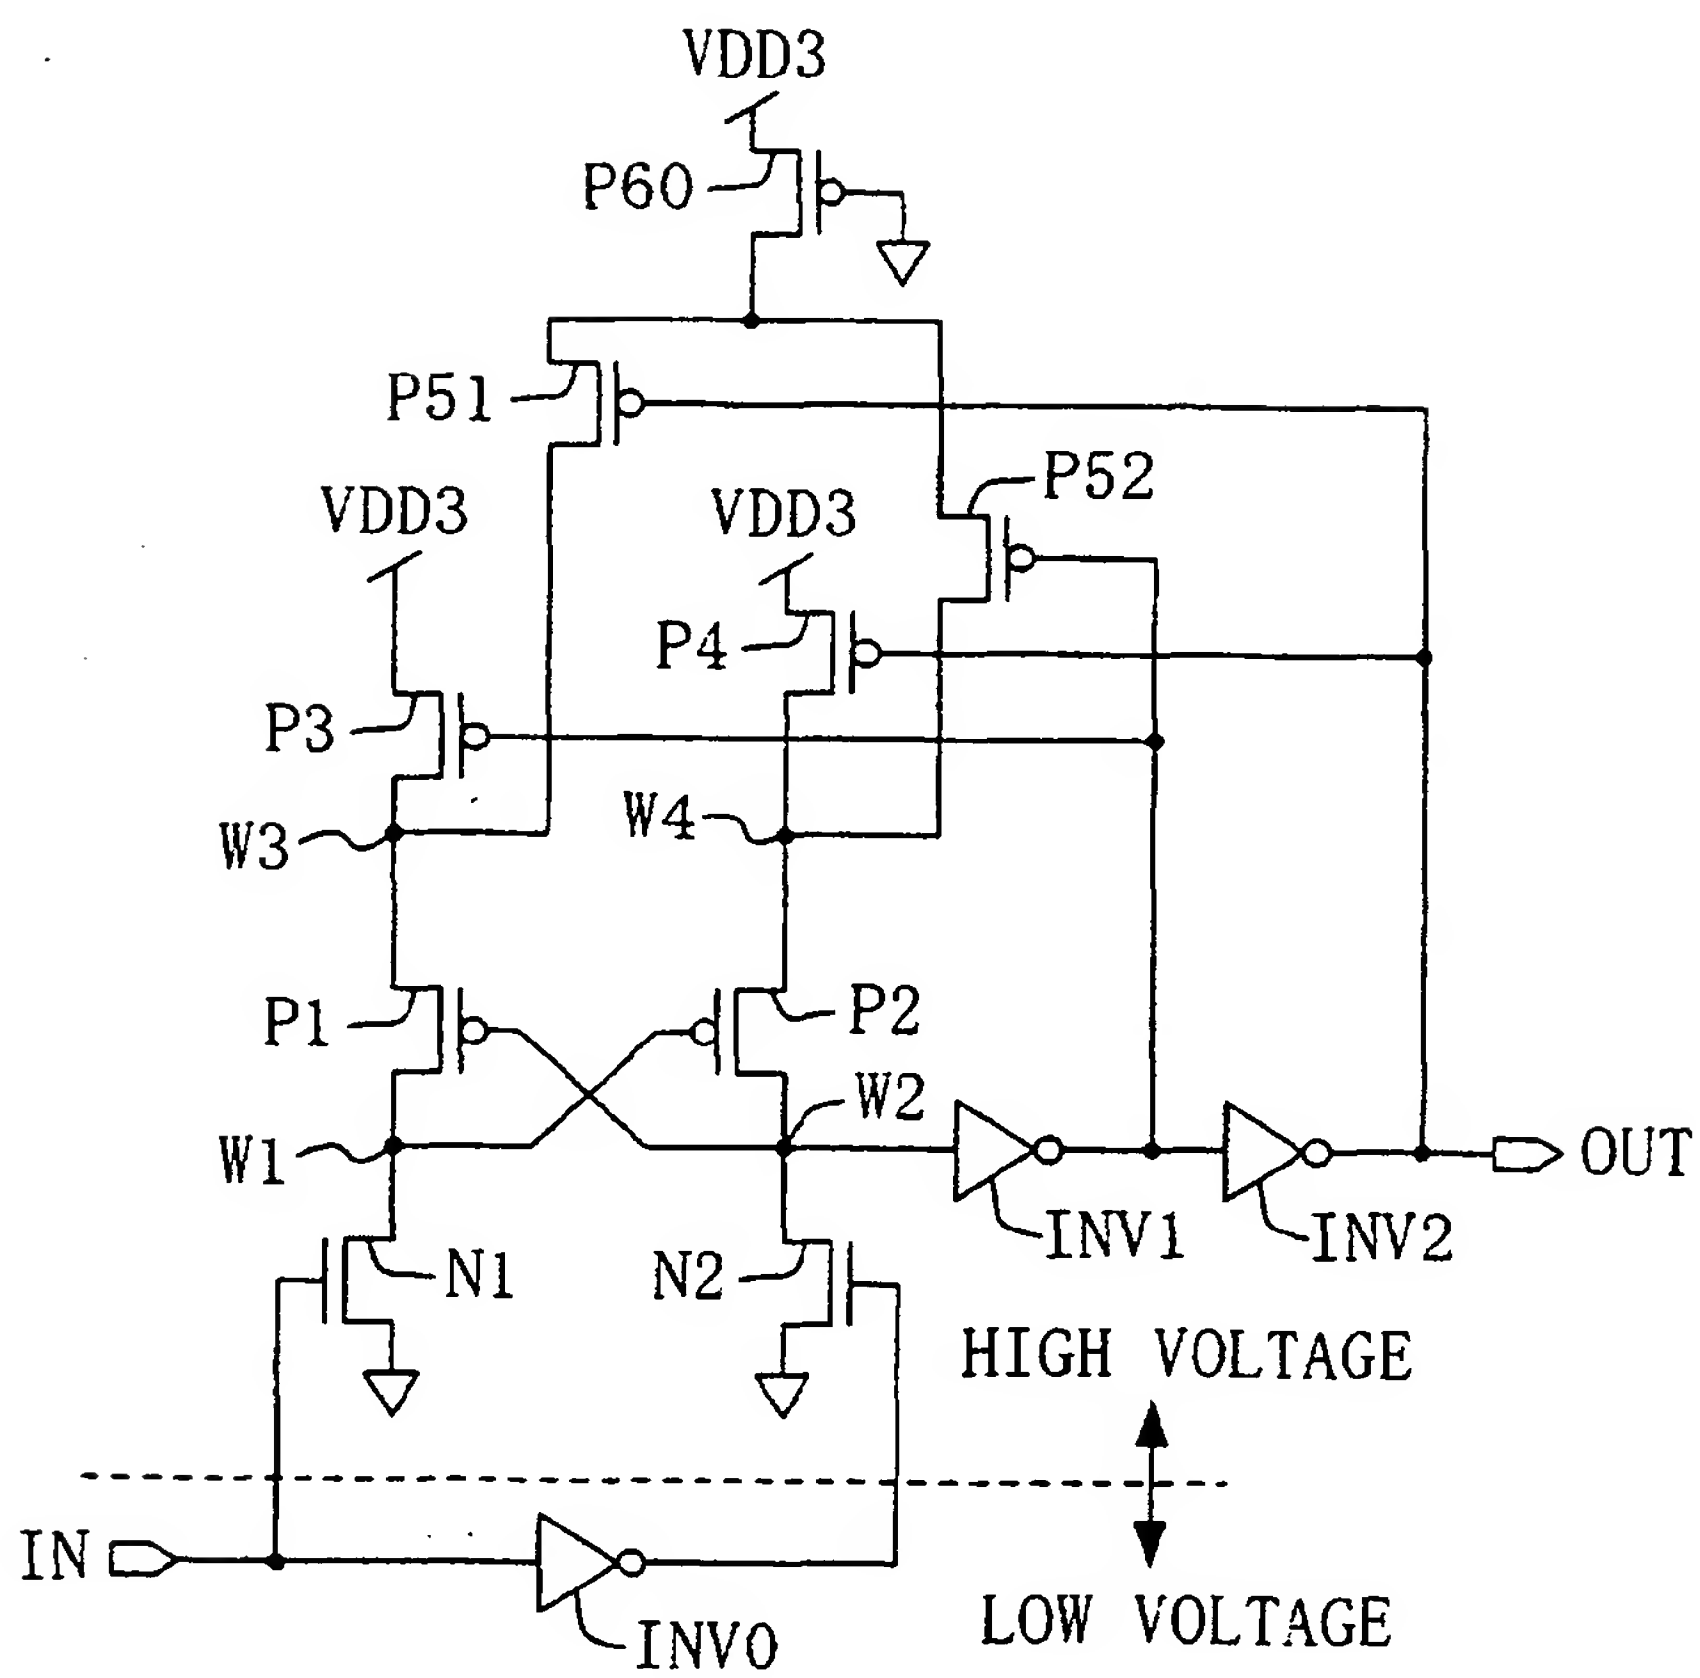 VDD3
P60
P51
P52
VDD3
VDD3
P4
P3
W4
W3
P1
P2
W2
W1
OUT
INV1
INV2
N1
N2
HIGH VOLTAGE
IN
LOW VOLTAGE
INV0